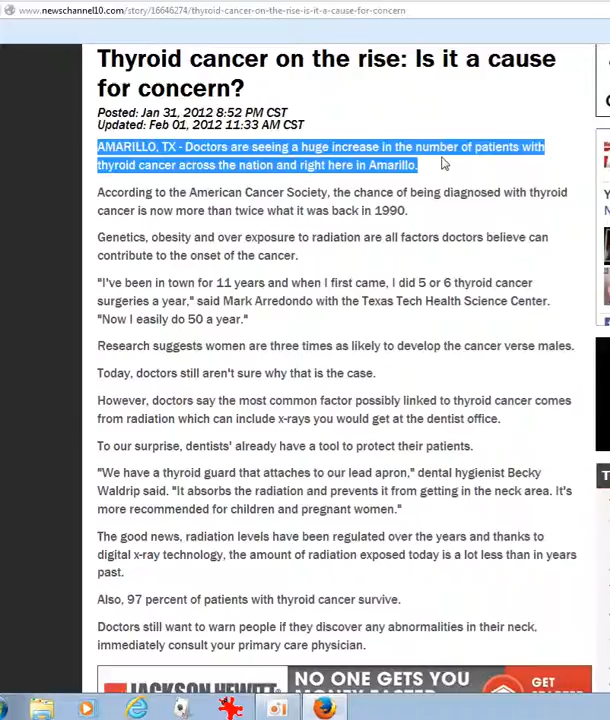 www.newschannel10.com/story/16646274/thyroid-cancer-on-the-rise-is-it-a-cause-for-concern
Thyroid cancer on the rise: Is it a cause
for concern?
Posted: Jan 31, 2012 8:52 PM CST
Updated: Feb 01, 2012 11:33 AM CST
AMARILLO, TX - Doctors are seeing a huge increase in the number of patients with
thyroid cancer across the nation and right here in Amarillo.
According to the American Cancer Society, the chance of being diagnosed with thyroid
cancer is now more than twice what it was back in 1990.
Genetics, obesity and over exposure to radiation are all factors doctors believe can
contribute to the onset of the cancer.
"I've been in town for 11 years and when I first came, I did 5 or 6 thyroid cancer
surgeries a year," said Mark Arredondo with the Texas Tech Health Science Center.
"Now I easily do 50 a year."
Research suggests women are three times as likely to develop the cancer verse males.
Today, doctors still aren't sure why that is the case.
However, doctors say the most common factor possibly linked to thyroid cancer comes
from radiation which can include x-rays you would get at the dentist office.
To our surprise, dentists' already have a tool to protect their patients.
"We have a thyroid guard that attaches to our lead apron," dental hygienist Becky
Waldrip said. "It absorbs the radiation and prevents it from getting in the neck area. It's
more recommended for children and pregnant women."
The good news, radiation levels have been regulated over the years and thanks to
digital x-ray technology, the amount of radiation exposed today is a lot less than in years
past.
Also, 97 percent of patients with thyroid cancer survive.
Doctors still want to warn people if they discover any abnormalities in their neck,
immediately consult your primary care physician.
JACKSON HEWITT
NO ONE GETS YOU
GET